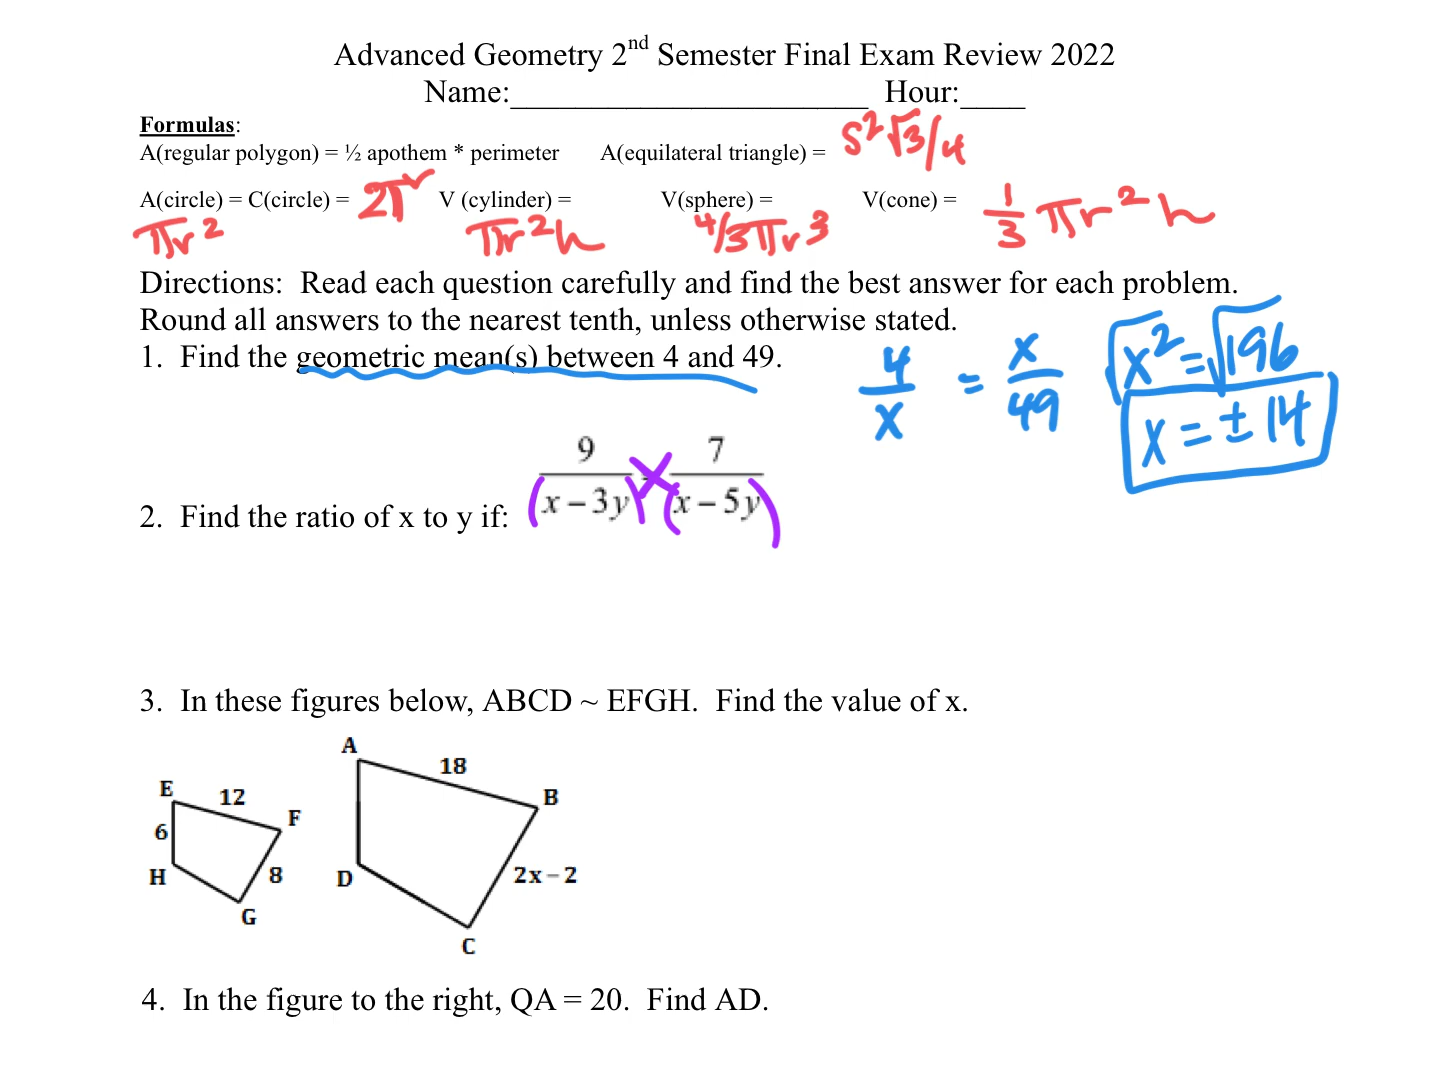 Advanced Geometry 2nd Semester Final Exam Review 2022
Name:______________________ Hour:____
Formulas:
A(regular polygon) = ½ apothem * perimeter A(equilateral triangle) = s²√3/4
A(circle) = C(circle) = 2πr V (cylinder) = V(sphere) = V(cone) = 1/3 πr²h
πr² πr²h 4/3πr³
Directions: Read each question carefully and find the best answer for each problem.
Round all answers to the nearest tenth, unless otherwise stated.
1. Find the geometric mean(s) between 4 and 49.
4/x = x/49
√x² = √196
x = ± 14
2. Find the ratio of x to y if: 9/(x – 3y) 7/(x – 5y)
3. In these figures below, ABCD ~ EFGH. Find the value of x.
A
18
E
12
B
F
6
H
8
D
2x – 2
G
C
4. In the figure to the right, QA = 20. Find AD.